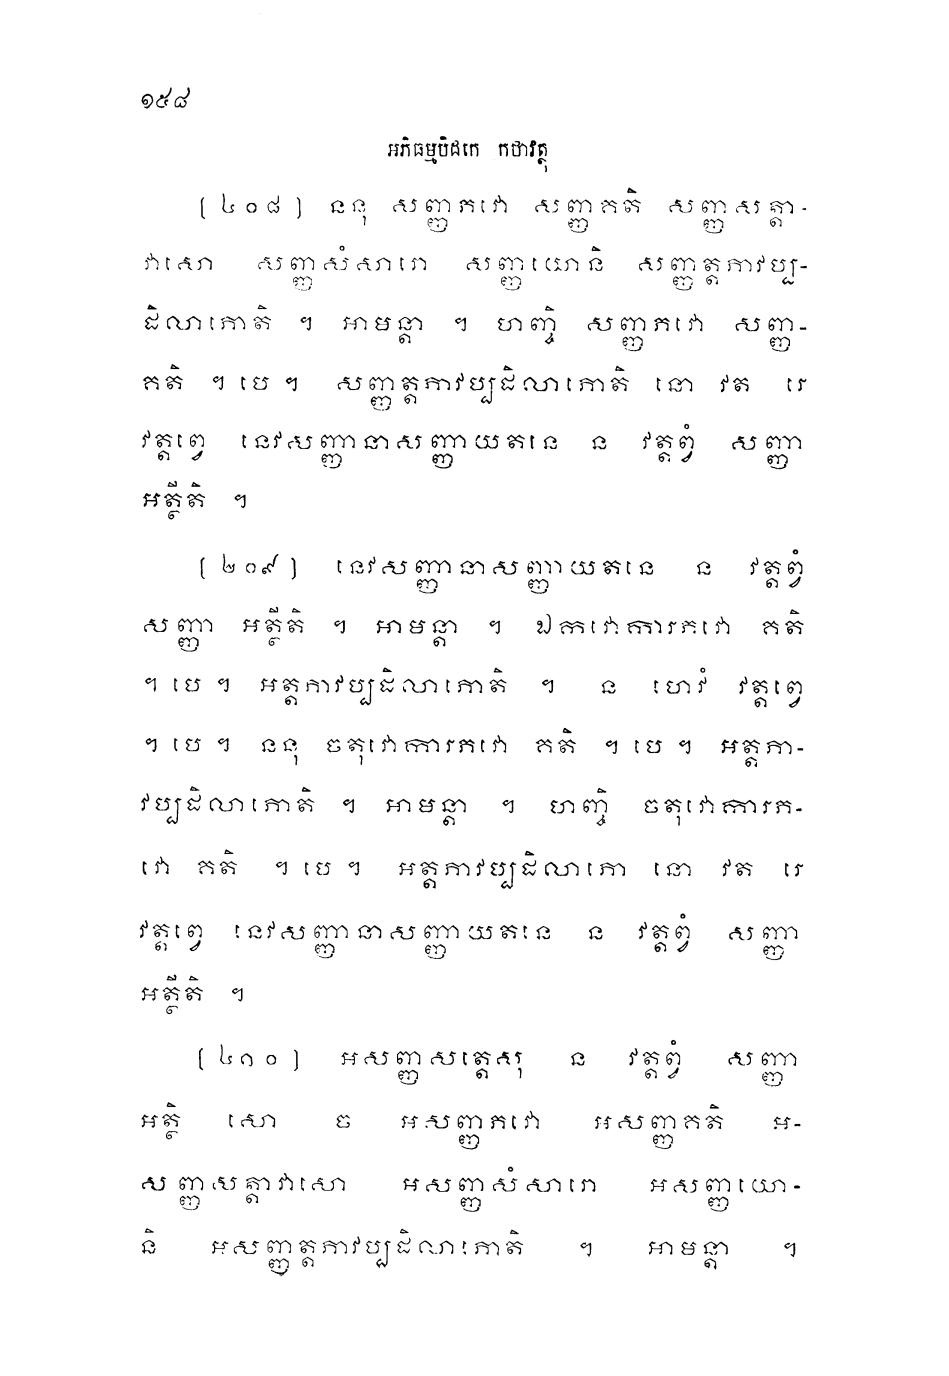 ១៥៨
អភិធម្មបិដកេ កថាវត្ថុ
(៤០៨) ននុ សញ្ញាភវោ សញ្ញាគតិ សញ្ញាសត្តា-
វាសោ សញ្ញាសំសារោ សញ្ញាយោនិ សញ្ញាត្តភាវប្ប-
ដិលាភោតិ ។ អាមន្តា ។ ហញ្ចិ សញ្ញាភវោ សញ្ញា-
គតិ ។ បេ ។ សញ្ញាត្តភាវប្បដិលាភោតិ នោ វត រេ
វត្តព្វេ នេវសញ្ញានាសញ្ញាយតនេ ន វត្តព្វំ សញ្ញា
អត្ថីតិ ។
(២០៩) នេវសញ្ញានាសញ្ញាយតនេ ន វត្តព្វំ
សញ្ញា អត្ថីតិ ។ អាមន្តា ។ ឯកវោការភវោ គតិ
។ បេ ។ អត្តភាវប្បដិលាភោតិ ។ ន ហេវំ វត្តព្វេ
។ បេ ។ ននុ ចតុវោការភវោ គតិ ។ បេ ។ អត្តភា-
វប្បដិលាភោតិ ។ អាមន្តា ។ ហញ្ចិ ចតុវោការភ-
វោ គតិ ។ បេ ។ អត្តភាវប្បដិលាភោ នោ វត រេ
វត្តព្វេ នេវសញ្ញានាសញ្ញាយតនេ ន វត្តព្វំ សញ្ញា
អត្ថីតិ ។
(៤១០) អសញ្ញសត្តេសុ ន វត្តព្វំ សញ្ញា
អត្ថិ សោ ច អសញ្ញភវោ អសញ្ញគតិ អ-
សញ្ញសត្តាវាសោ អសញ្ញសំសារោ អសញ្ញយោ-
និ អសញ្ញត្តភាវប្បដិលាភោតិ ។ អាមន្តា ។